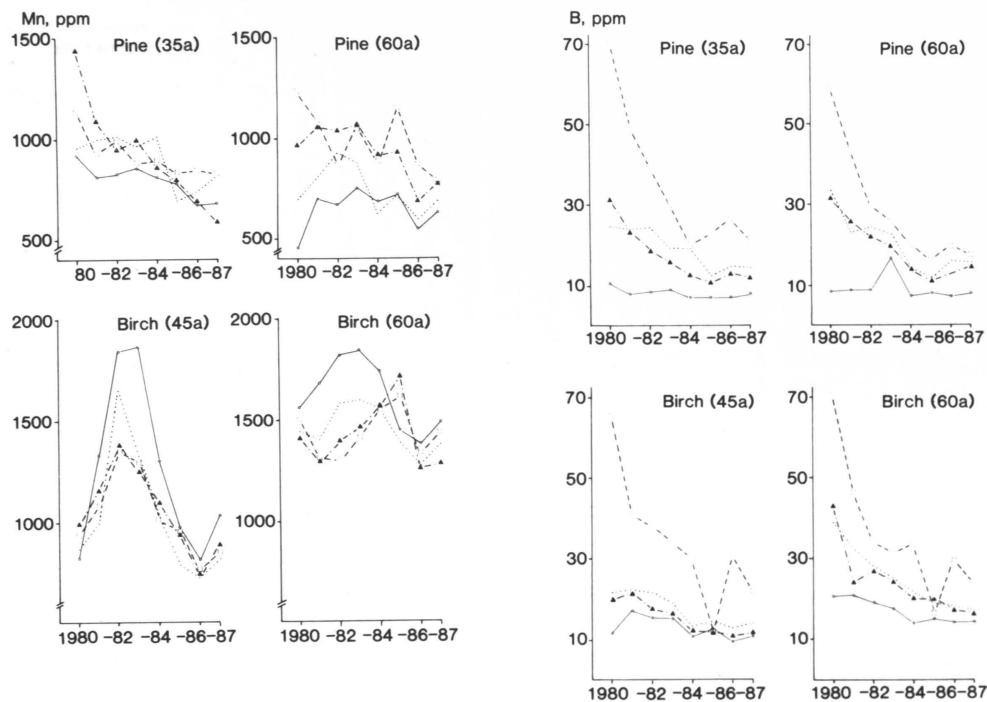 Mn, ppm
1500
Pine (35a)
1000
500
80 -82 -84 -86 -87
1500
Pine (60a)
1000
500
1980 -82 -84 -86 -87
2000
Birch (45a)
1500
1000
1980 -82 -84 -86 -87
2000
Birch (60a)
1500
1000
1980 -82 -84 -86 -87
B, ppm
70
Pine (35a)
50
30
10
1980 -82 -84 -86 -87
70
Pine (60a)
50
30
10
1980 -82 -84 -86-87
70
Birch (45a)
50
30
10
1980 -82 -84 -86-87
70
Birch (60a)
50
30
10
1980 -82 -84 -86-87